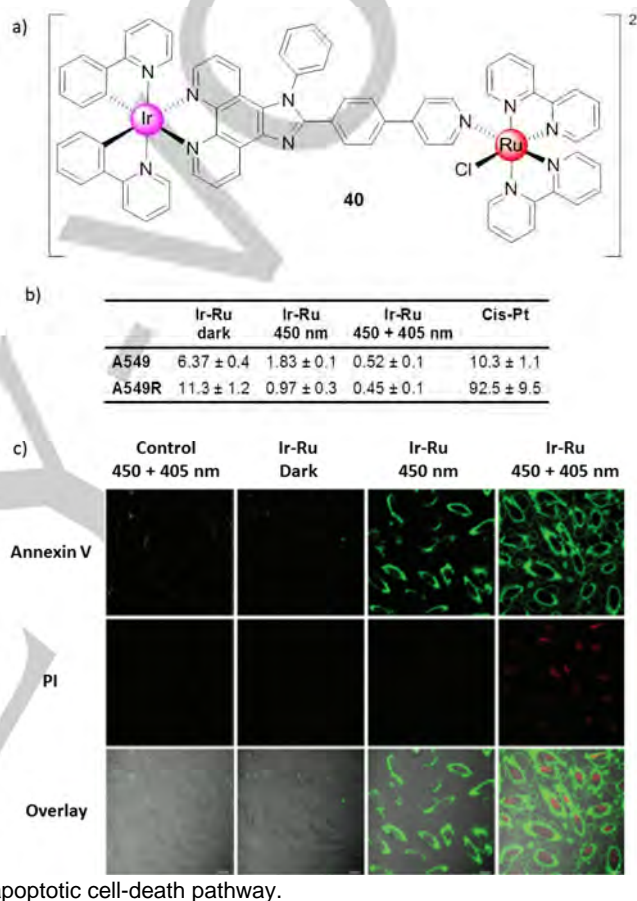 a)
2
N
N
N
N
Ir
N
N
N
N
N
N
N
N
N
Ru
Cl
40
b)
Ir-Ru dark Ir-Ru 450 nm Ir-Ru 450 + 405 nm Cis-Pt
A549 6.37 ± 0.4 1.83 ± 0.1 0.52 ± 0.1 10.3 ± 1.1
A549R 11.3 ± 1.2 0.97 ± 0.3 0.45 ± 0.1 92.5 ± 9.5
c)
Control 450 + 405 nm Ir-Ru Dark Ir-Ru 450 nm Ir-Ru 450 + 405 nm
Annexin V
PI
Overlay
apoptotic cell-death pathway.